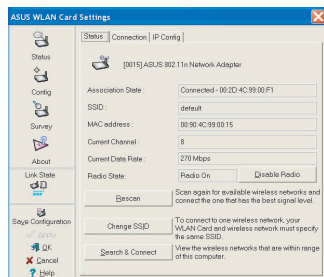 ASUS WLAN Card Settings
Status
Config
Survey
About
Link State
Save Configuration
Apply
OK
Cancel
Help
Status Connection IP Config
[0015] ASUS 802.11n Network Adapter
Association State : Connected - 00:2D:4C:99:00:F1
SSID : default
MAC address : 00:90:4C:99:00:15
Current Channel : 8
Current Data Rate : 270 Mbps
Radio State: Radio On Disable Radio
Rescan Scan again for available wireless networks and
connect the one that has the best signal level.
Change SSID To connect to one wireless network, your
WLAN Card and wireless network must specify
the same SSID.
Search & Connect View the wireless networks that are within range
of this computer.